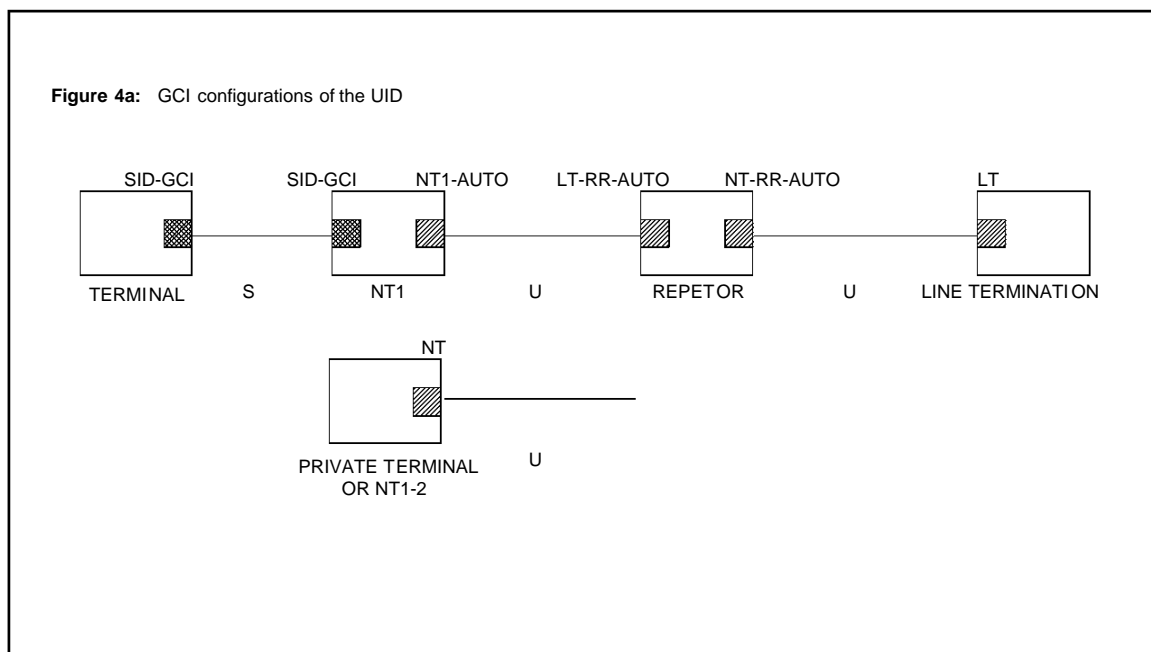 Figure 4a: GCI configurations of the UID
SID-GCI SID-GCI NT1-AUTO LT-RR-AUTO NT-RR-AUTO LT
TERMINAL S NT1 U REPETOR U LINE TERMINATION
NT
PRIVATE TERMINAL U
OR NT1-2